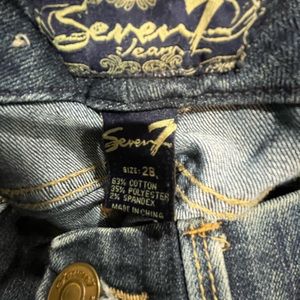 Seven7
Jeans
Seven7
SIZE: 28
63% COTTON
35% POLYESTER
2% SPANDEX
MADE IN CHINA